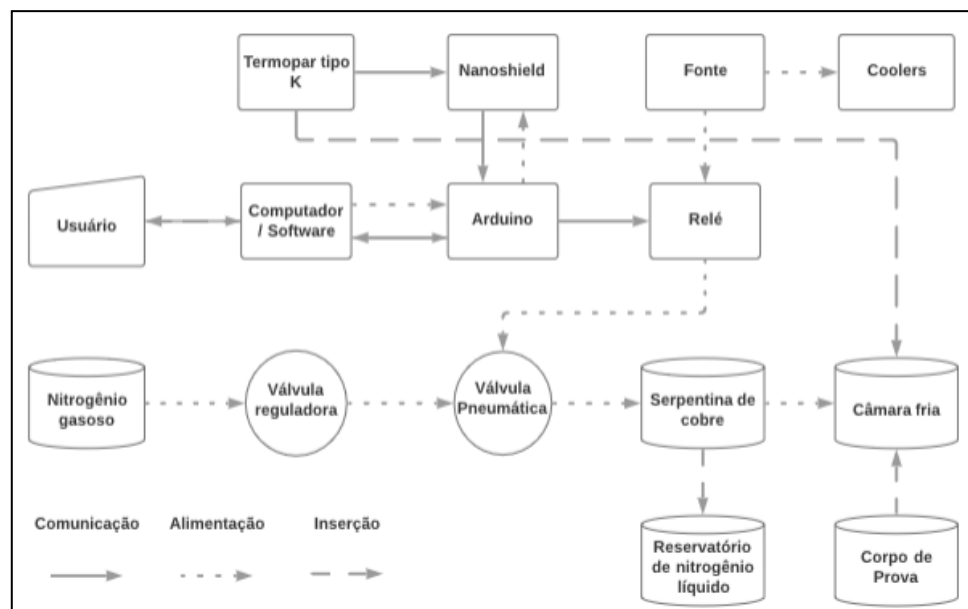 Termopar tipo
K
Nanoshield
Fonte
Coolers
Usuário
Computador
/ Software
Arduino
Relé
Nitrogênio
gasoso
Válvula
reguladora
Válvula
Pneumática
Serpentina de
cobre
Câmara fria
Comunicação
Alimentação
Inserção
Reservatório
de nitrogênio
líquido
Corpo de
Prova